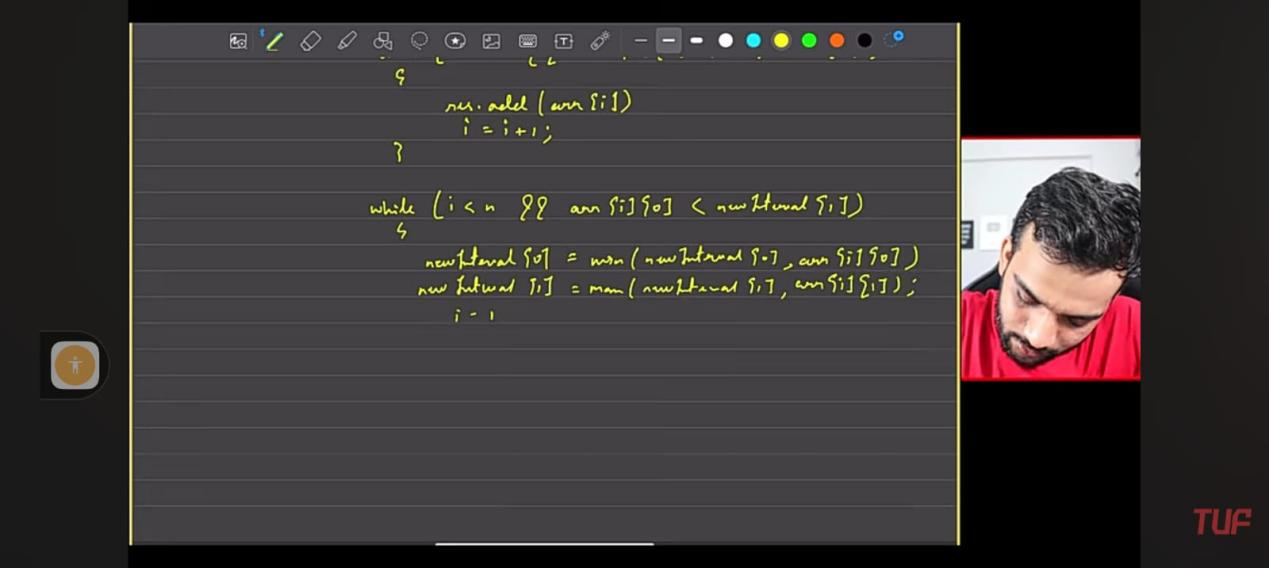 {
res.add(arr[i])
i = i+1;
}
while (i < n && arr[i][0] < newInterval[1])
{
newInterval[0] = min(newInterval[0], arr[i][0])
newInterval[1] = max(newInterval[1], arr[i][1]);
i - 1
TUF